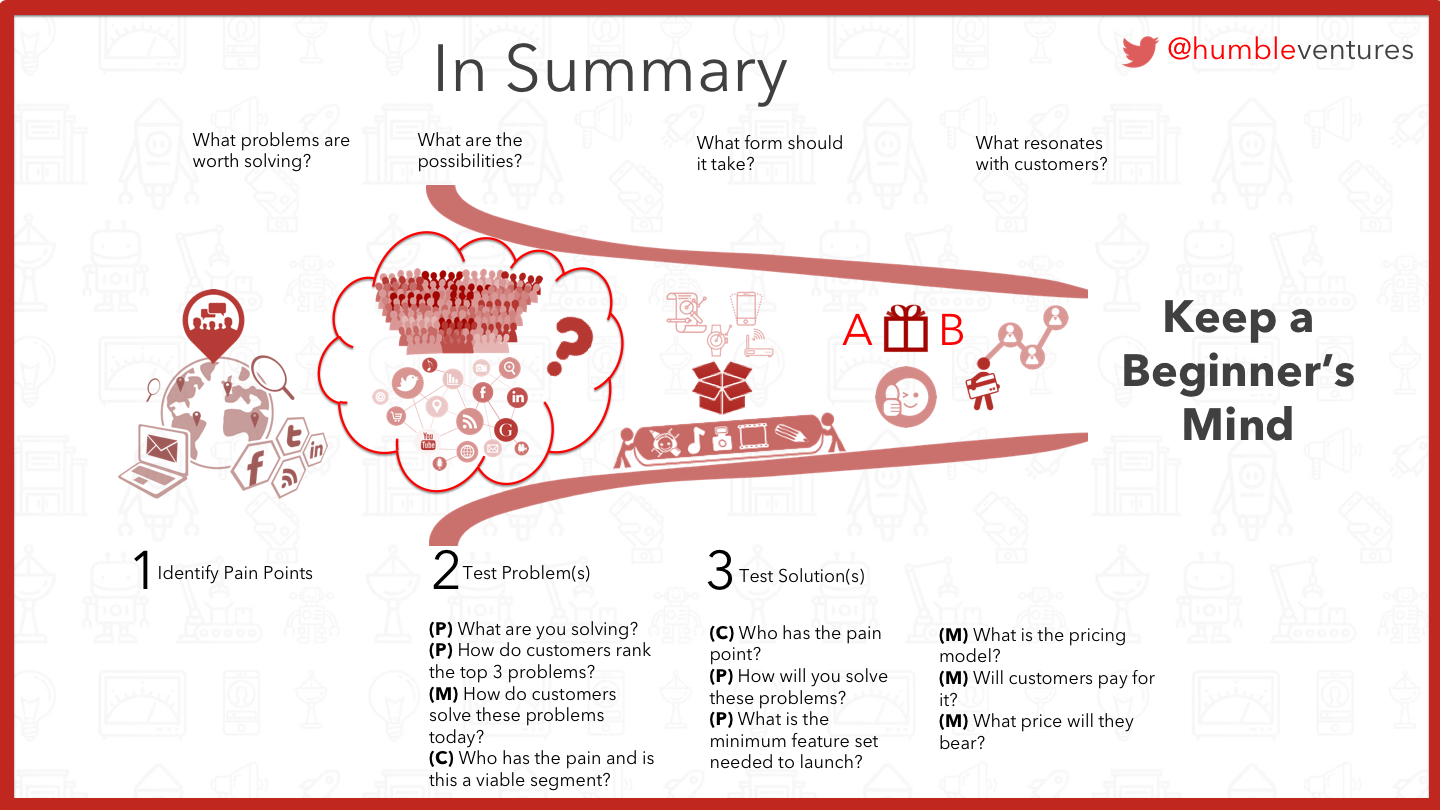 In Summary
@humbleventures
What problems are
worth solving?
What are the
possibilities?
What form should
it take?
What resonates
with customers?
A
B
You
Tube
f
in
G
t
in
f
Keep a
Beginner's
Mind
1 Identify Pain Points
2 Test Problem(s)
3 Test Solution(s)
(P) What are you solving?
(P) How do customers rank
the top 3 problems?
(M) How do customers
solve these problems
today?
(C) Who has the pain and is
this a viable segment?
(C) Who has the pain
point?
(P) How will you solve
these problems?
(P) What is the
minimum feature set
needed to launch?
(M) What is the pricing
model?
(M) Will customers pay for
it?
(M) What price will they
bear?